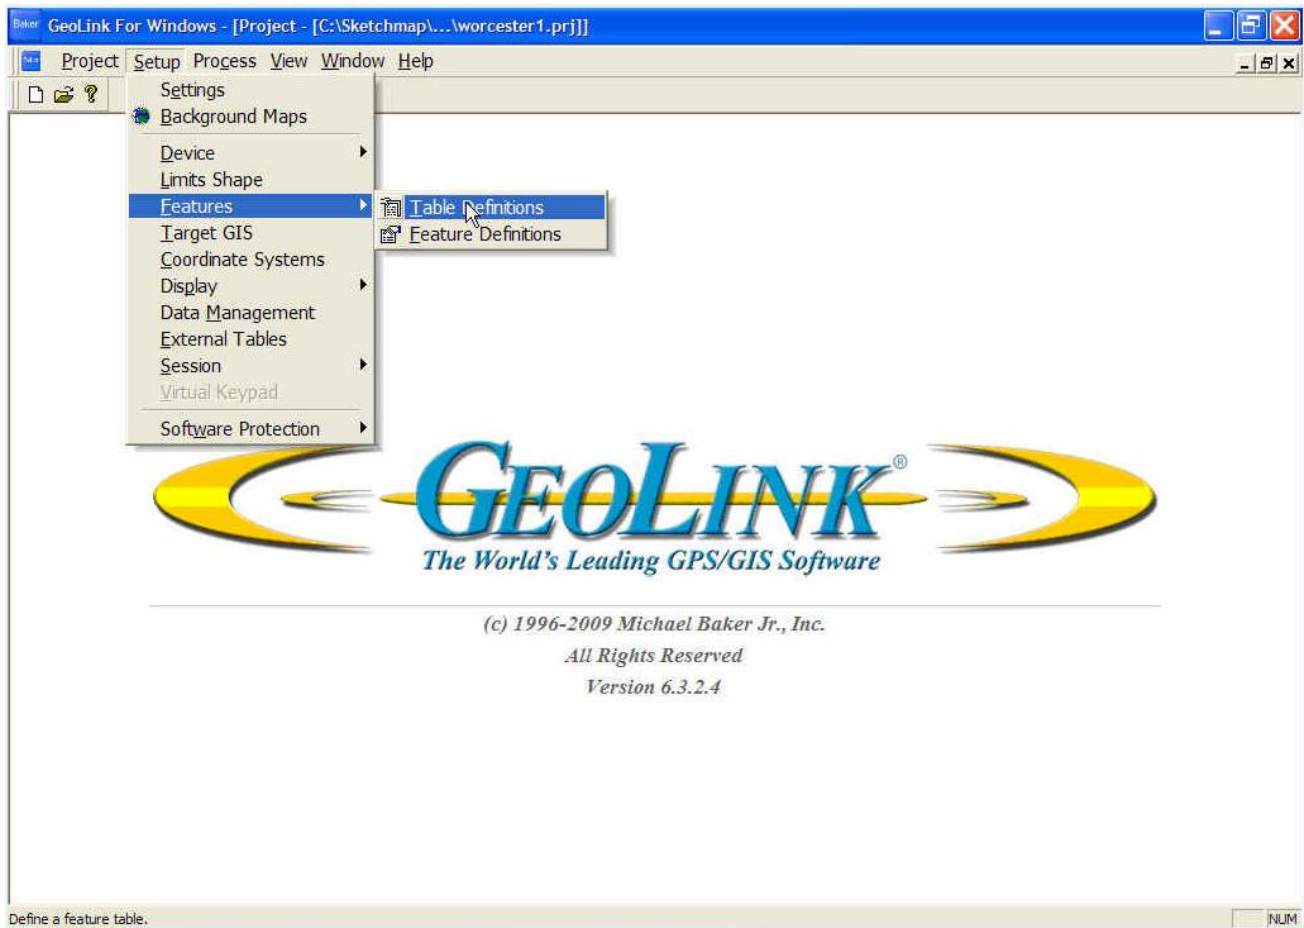 Baker GeoLink For Windows - [Project - [C:\Sketchmap\...\worcester1.prj]]
Project Setup Process View Window Help
Settings
Background Maps
Device
Limits Shape
Features
Table Definitions
Feature Definitions
Target GIS
Coordinate Systems
Display
Data Management
External Tables
Session
Virtual Keypad
Software Protection
GEOLINK®
The World's Leading GPS/GIS Software
(c) 1996-2009 Michael Baker Jr., Inc.
All Rights Reserved
Version 6.3.2.4
Define a feature table.
NUM